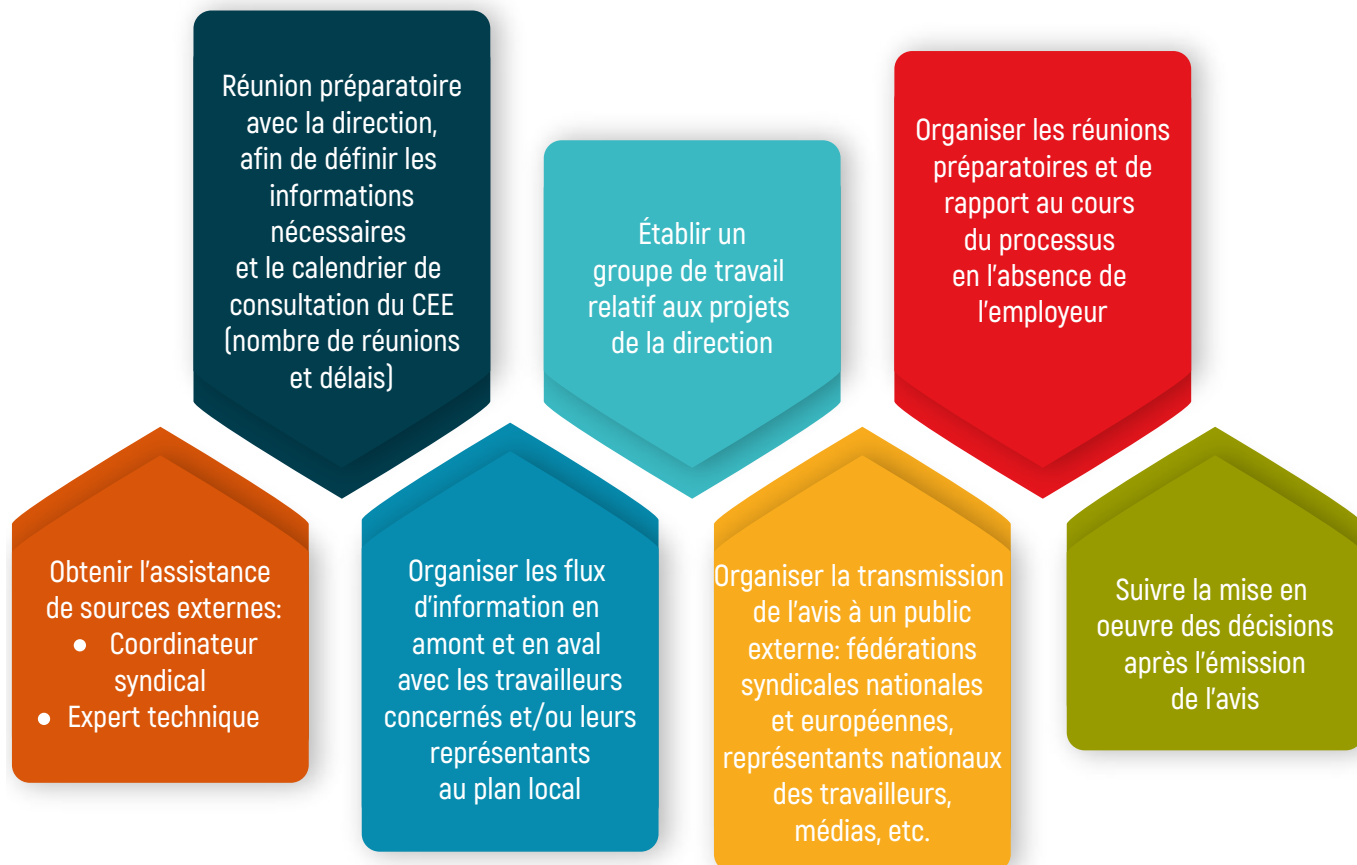 Réunion préparatoire
avec la direction,
afin de définir les
informations
nécessaires
et le calendrier de
consultation du CEE
(nombre de réunions
et délais)
Établir un
groupe de travail
relatif aux projets
de la direction
Organiser les réunions
préparatoires et de
rapport au cours
du processus
en l'absence de
l'employeur
Obtenir l'assistance
de sources externes:
● Coordinateur
syndical
● Expert technique
Organiser les flux
d'information en
amont et en aval
avec les travailleurs
concernés et/ou leurs
représentants
au plan local
Organiser la transmission
de l'avis à un public
externe: fédérations
syndicales nationales
et européennes,
représentants nationaux
des travailleurs,
médias, etc.
Suivre la mise en
oeuvre des décisions
après l'émission
de l'avis